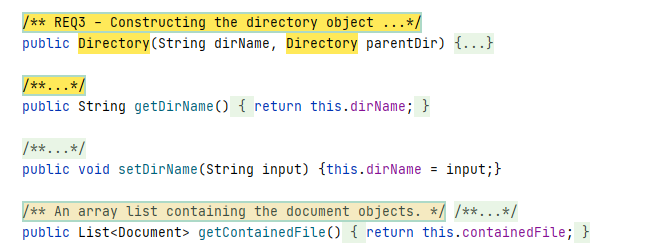 /** REQ3 – Constructing the directory object ...*/
public Directory(String dirName, Directory parentDir) {...}
/**...*/
public String getDirName() { return this.dirName; }
/**...*/
public void setDirName(String input) {this.dirName = input;}
/** An array list containing the document objects. */ /**...*/
public List<Document> getContainedFile() { return this.containedFile; }